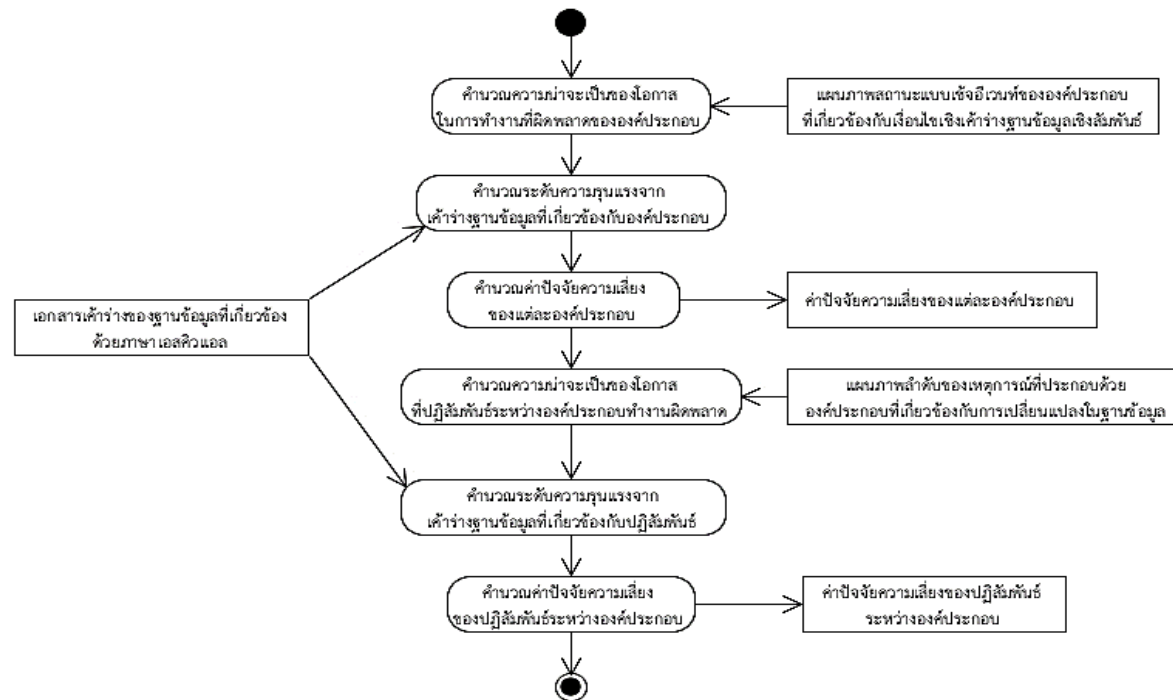 คำนวณความน่าจะเป็นของโอกาส
ในการทำงานที่ผิดพลาดขององค์ประกอบ
แผนภาพสถานะแบบเช้จอีเวนท์ขององค์ประกอบ
ที่เกี่ยวข้องกับเงื่อนไขเชิงเค้าร่างฐานข้อมูลเชิงสัมพันธ์
คำนวณระดับความรุนแรงจาก
เค้าร่างฐานข้อมูลที่เกี่ยวข้องกับองค์ประกอบ
เอกสารเค้าร่างของฐานข้อมูลที่เกี่ยวข้อง
ด้วยภาษาเอสคิวแอล
คำนวณค่าปัจจัยความเสี่ยง
ของแต่ละองค์ประกอบ
ค่าปัจจัยความเสี่ยงของแต่ละองค์ประกอบ
คำนวณความน่าจะเป็นของโอกาส
ที่ปฏิสัมพันธ์ระหว่างองค์ประกอบทำงานผิดพลาด
แผนภาพลำดับของเหตุการณ์ที่ประกอบด้วย
องค์ประกอบที่เกี่ยวข้องกับการเปลี่ยนแปลงในฐานข้อมูล
คำนวณระดับความรุนแรงจาก
เค้าร่างฐานข้อมูลที่เกี่ยวข้องกับปฏิสัมพันธ์
คำนวณค่าปัจจัยความเสี่ยง
ของปฏิสัมพันธ์ระหว่างองค์ประกอบ
ค่าปัจจัยความเสี่ยงของปฏิสัมพันธ์
ระหว่างองค์ประกอบ